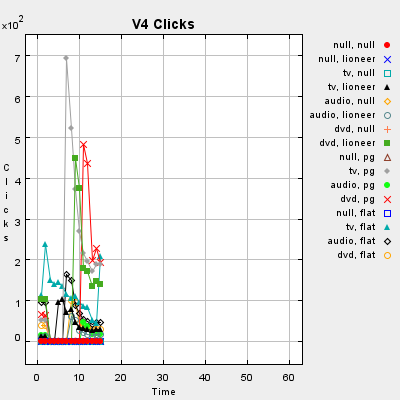 V4 Clicks
x10²
7
6
5
4
3
2
1
0
Clicks
0 10 20 30 40 50 60
Time
null, null
null, lioneer
tv, null
tv, lioneer
audio, null
audio, lioneer
dvd, null
dvd, lioneer
null, pg
tv, pg
audio, pg
dvd, pg
null, flat
tv, flat
audio, flat
dvd, flat